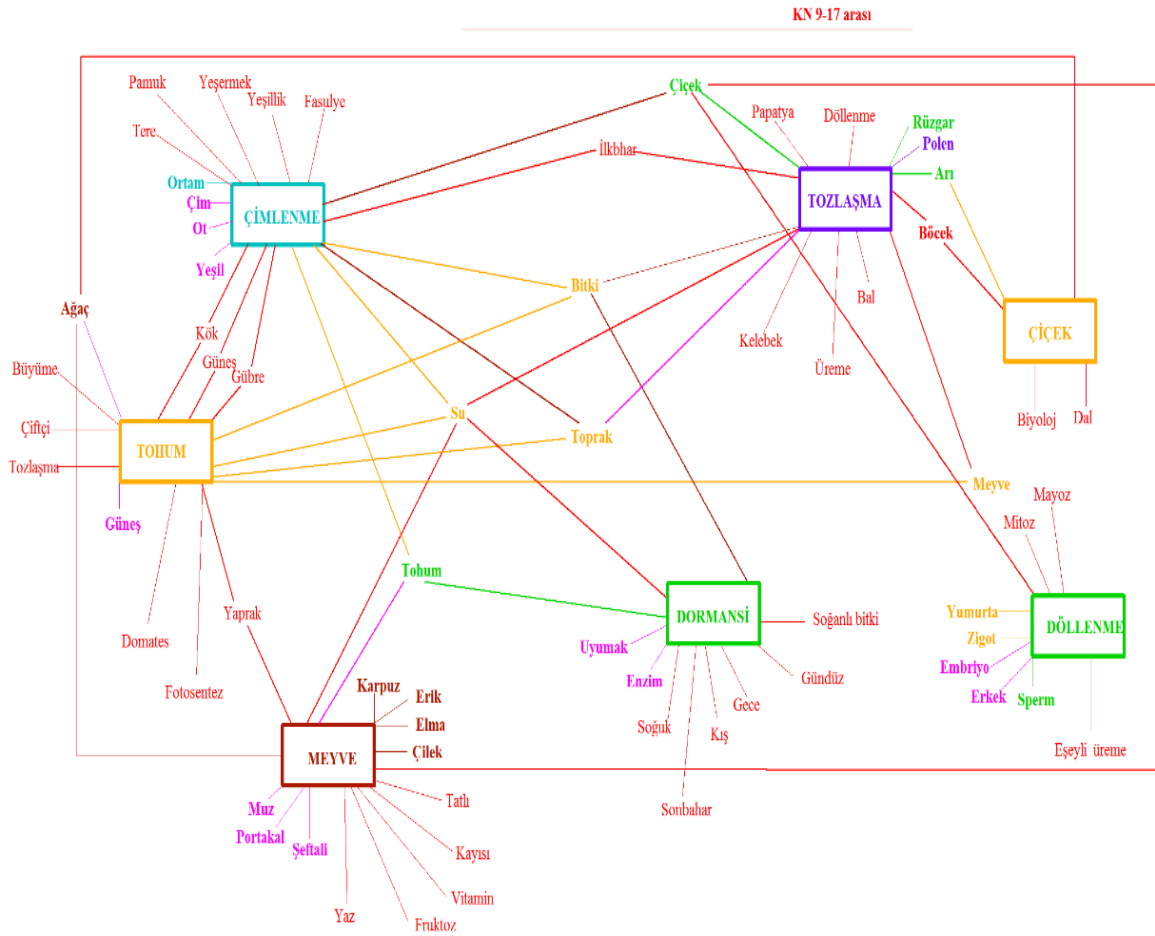 KN 9-17 arası
Pamuk
Yeşermek
Yeşillik
Fasulye
Tere
Ortam
Çim
Ot
Yeşil
ÇİMLENME
Çiçek
İlkbhar
Papatya
Döllenme
Rüzgar
Polen
Arı
TOZLAŞMA
Böcek
Bal
Kelebek
Üreme
ÇİÇEK
Biyoloj
Dal
Bitki
Ağaç
Kök
Güneş
Gübre
Büyüme
Çiftçi
Tozlaşma
TOHUM
Güneş
Su
Toprak
Meyve
Mayoz
Mitoz
Tohum
Yaprak
Domates
Fotosentez
DORMANSİ
Soğanlı bitki
Uyumak
Enzim
Gündüz
Gece
Kış
Soğuk
Sonbahar
Yumurta
Zigot
DÖLLENME
Embriyo
Erkek
Sperm
Eşeyli üreme
Karpuz
Erik
Elma
Çilek
MEYVE
Muz
Portakal
Şeftali
Tatlı
Kayısı
Vitamin
Fruktoz
Yaz